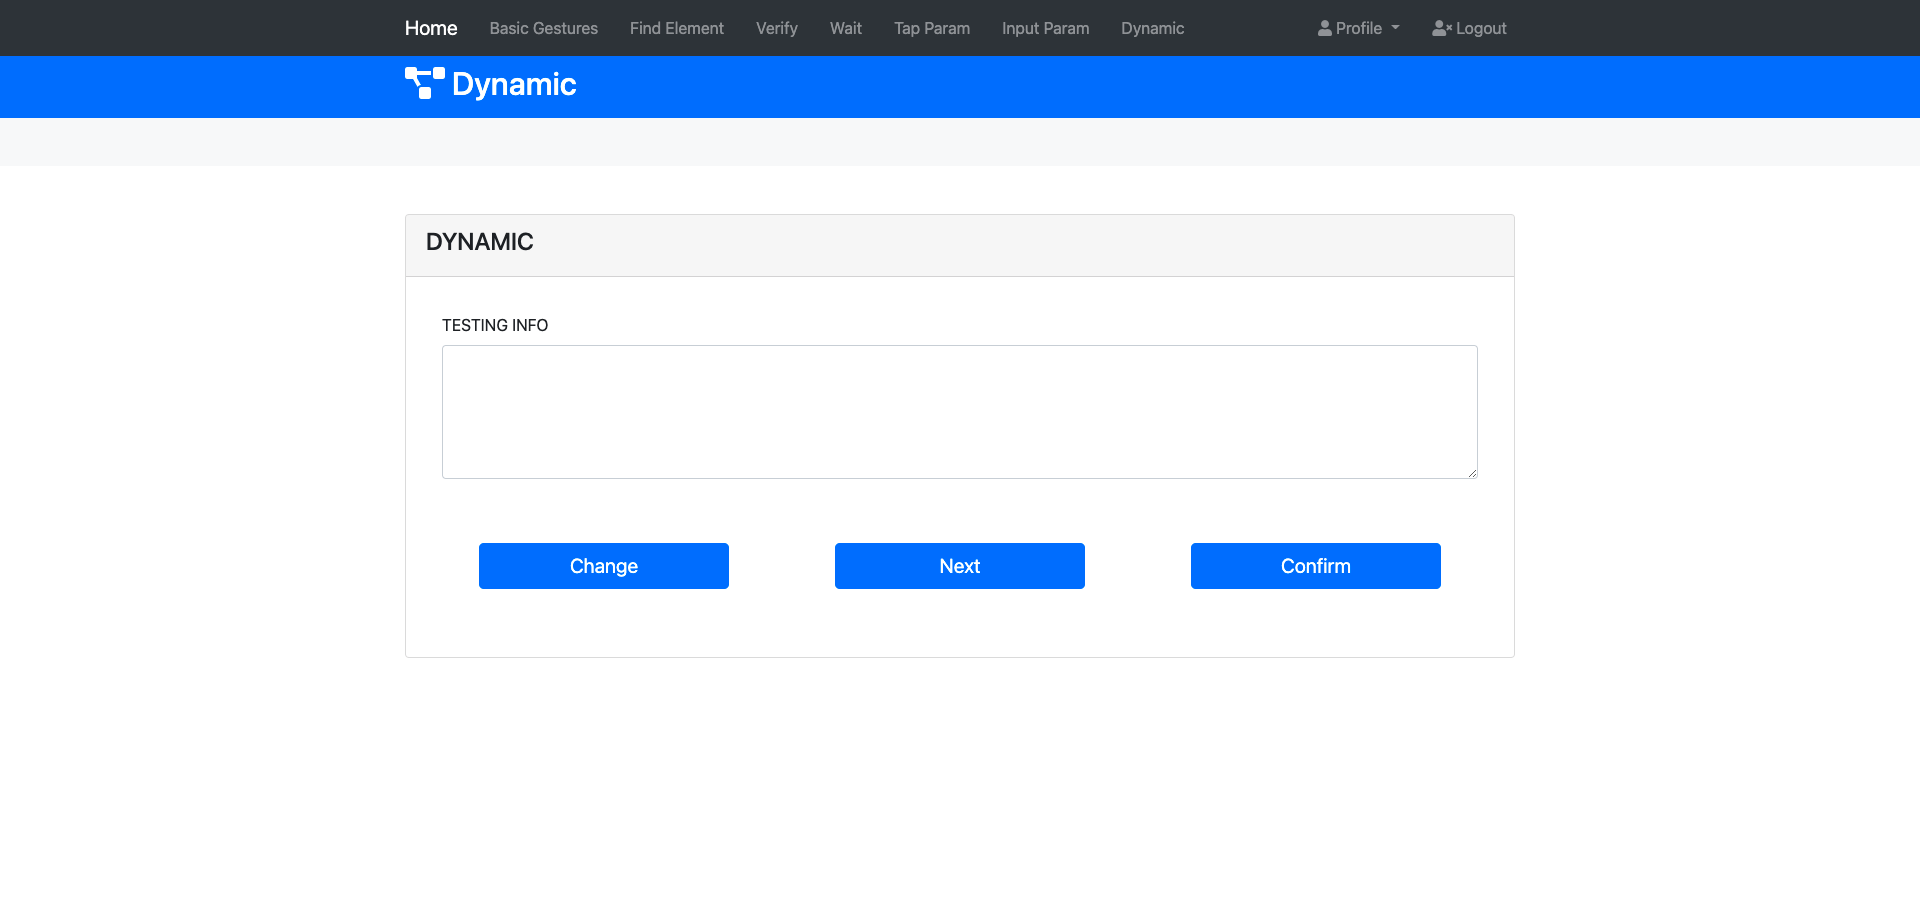 Home Basic Gestures Find Element Verify Wait Tap Param Input Param Dynamic Profile Logout
Dynamic
DYNAMIC
TESTING INFO
Change Next Confirm